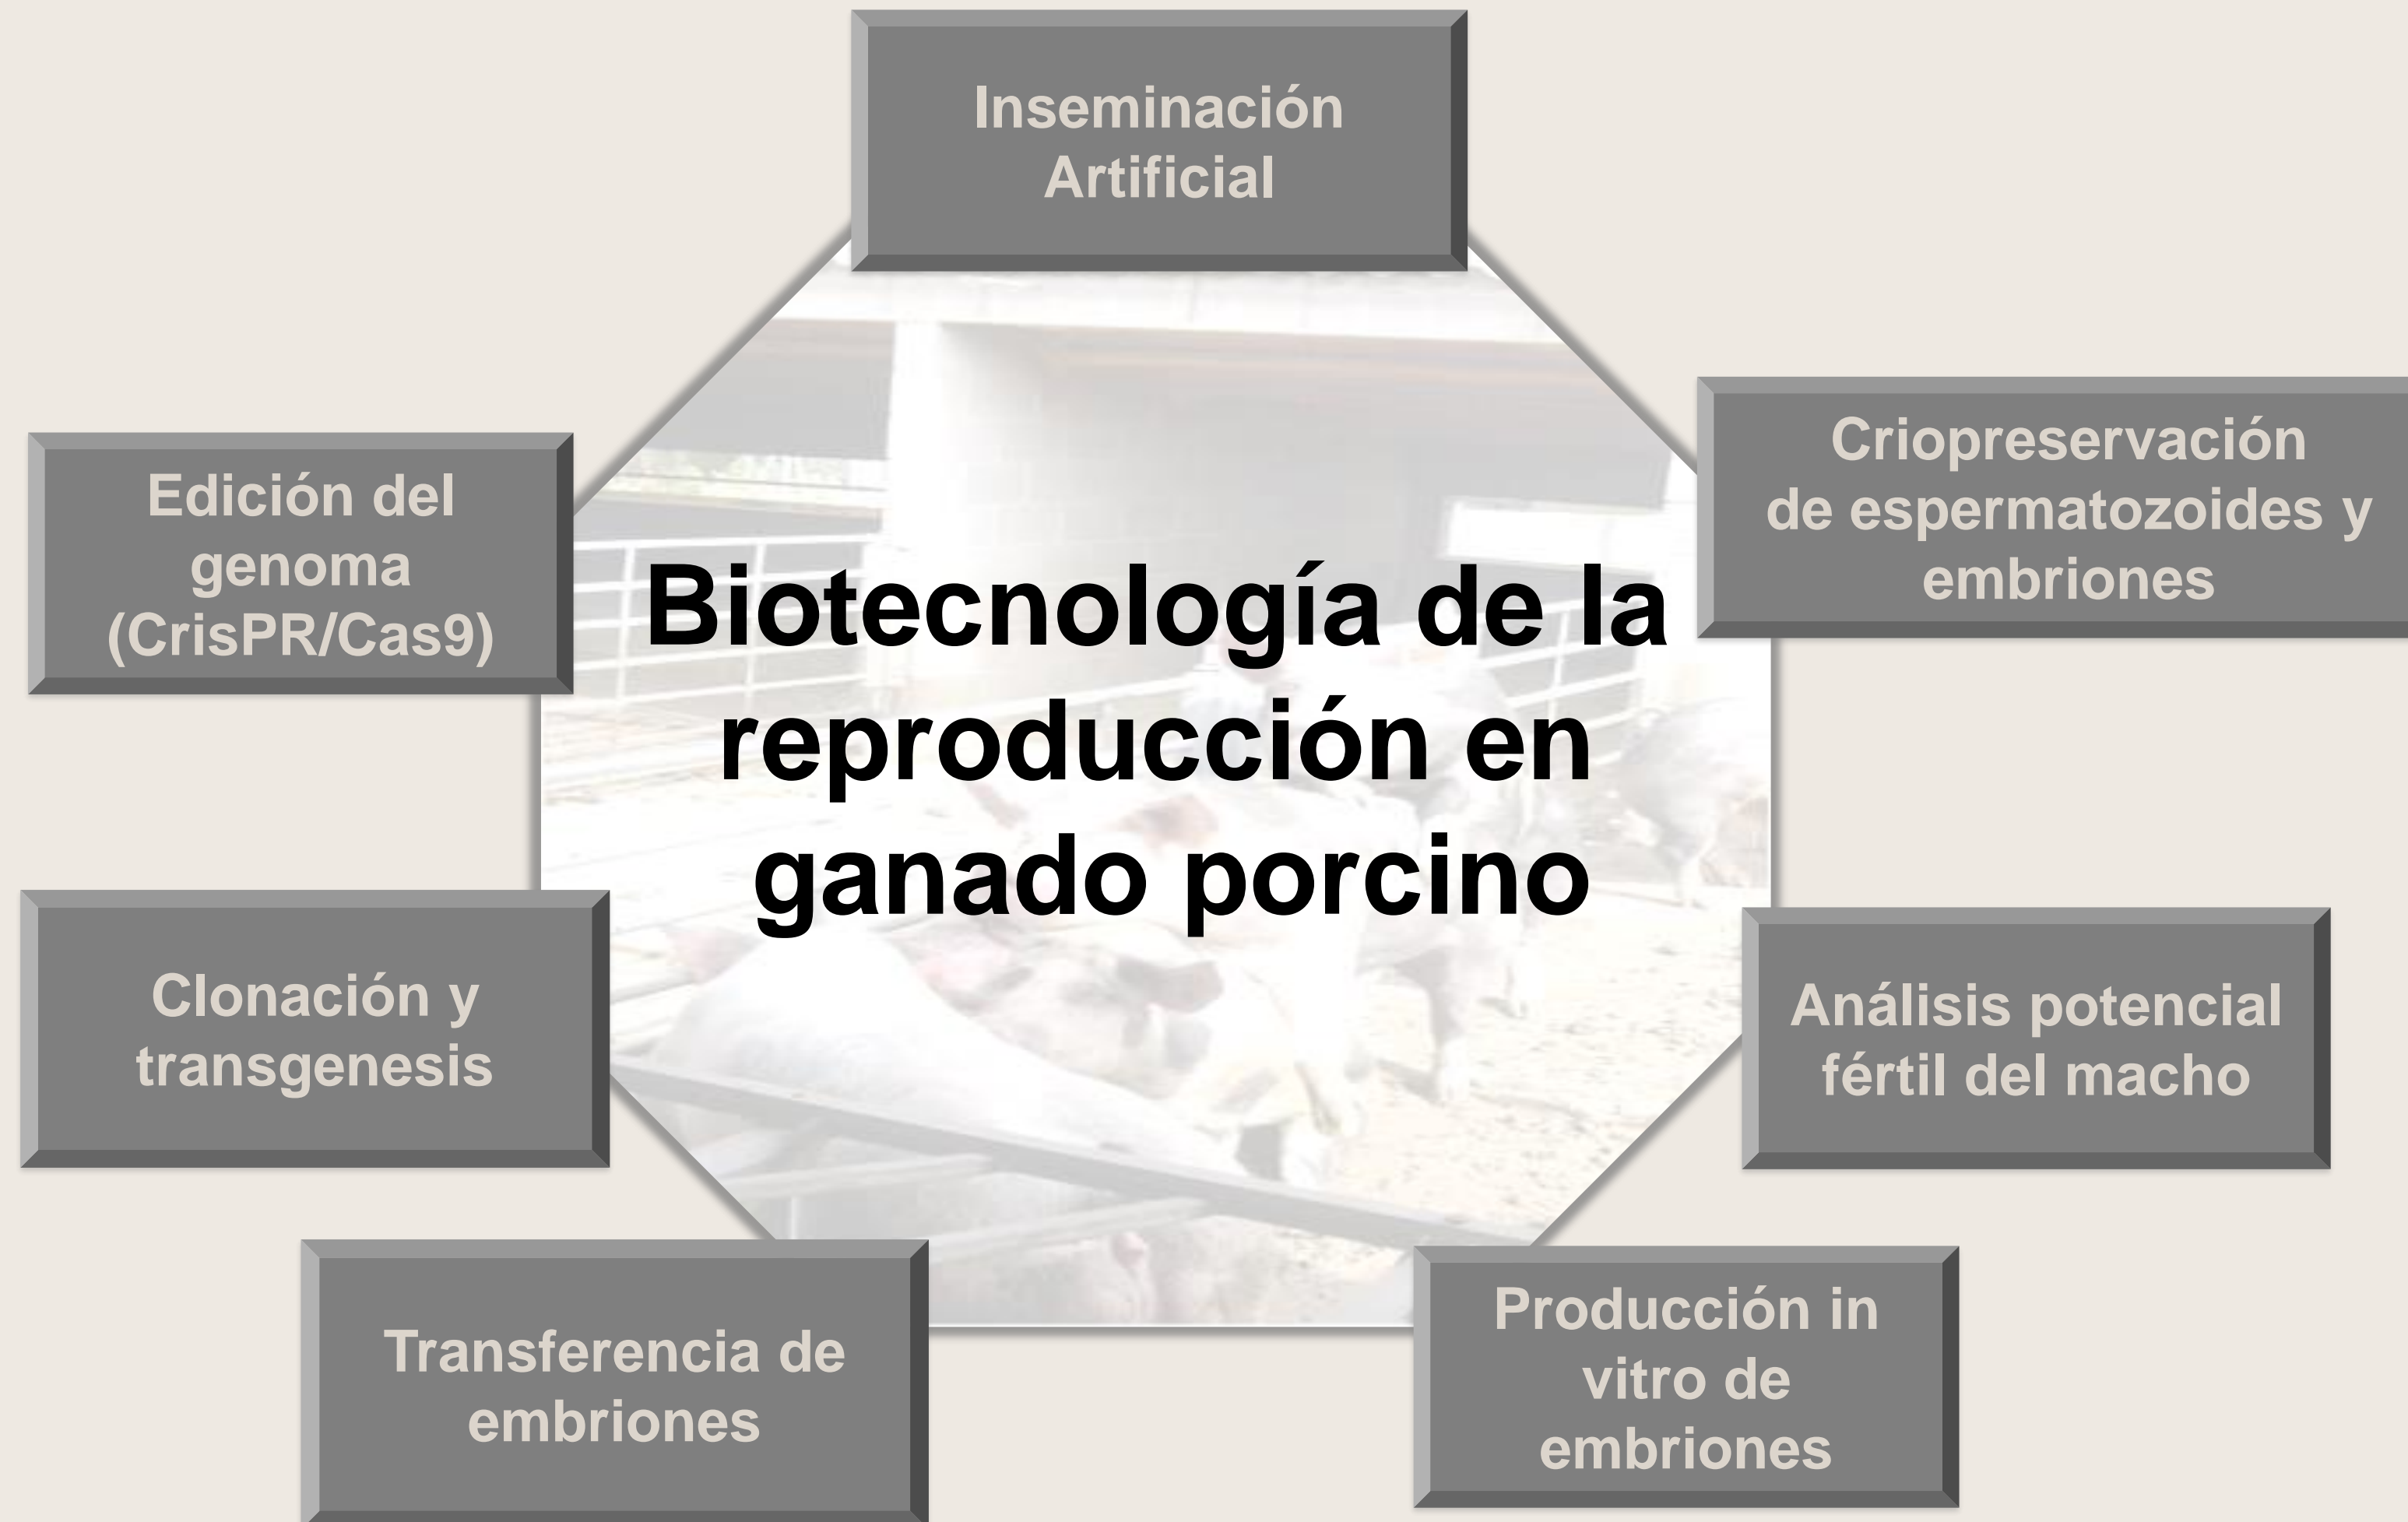 Inseminación
Artificial
Criopreservación
de espermatozoides y
embriones
Edición del
genoma
(CrisPR/Cas9)
Biotecnología de la
reproducción en
ganado porcino
Clonación y
transgenesis
Análisis potencial
fértil del macho
Transferencia de
embriones
Producción in
vitro de
embriones